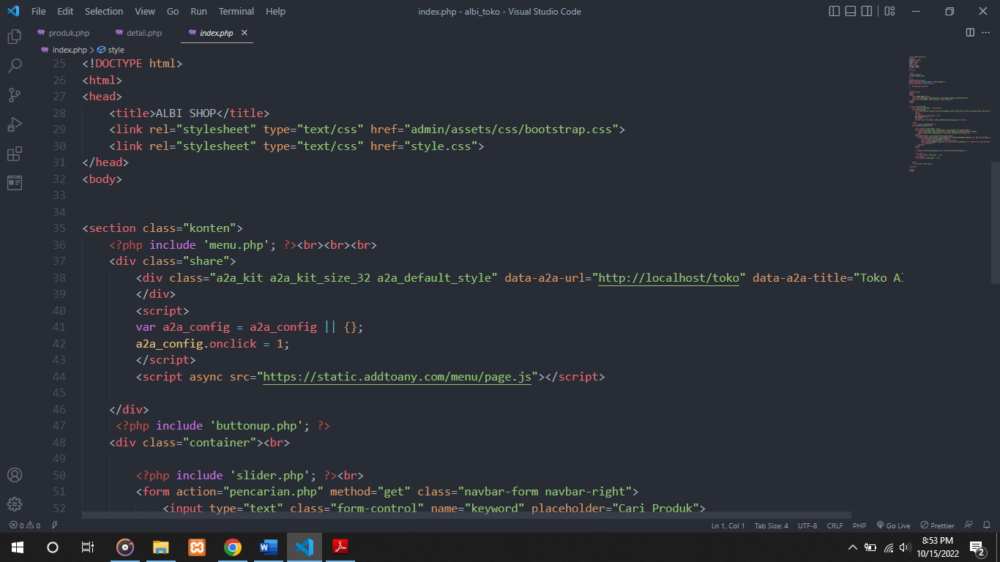 File Edit Selection View Go Run Terminal Help index.php - albi_toko - Visual Studio Code
produk.php detail.php index.php
index.php > style
25 <!DOCTYPE html>
26 <html>
27 <head>
28 <title>ALBI SHOP</title>
29 <link rel="stylesheet" type="text/css" href="admin/assets/css/bootstrap.css">
30 <link rel="stylesheet" type="text/css" href="style.css">
31 </head>
32 <body>
33
34
35 <section class="konten">
36 <?php include 'menu.php'; ?><br><br><br>
37 <div class="share">
38 <div class="a2a_kit a2a_kit_size_32 a2a_default_style" data-a2a-url="http://localhost/toko" data-a2a-title="Toko
39 </div>
40 <script>
41 var a2a_config = a2a_config || {};
42 a2a_config.onclick = 1;
43 </script>
44 <script async src="https://static.addtoany.com/menu/page.js"></script>
45
46 </div>
47 <?php include 'buttonup.php'; ?>
48 <div class="container"><br>
49
50 <?php include 'slider.php'; ?><br>
51 <form action="pencarian.php" method="get" class="navbar-form navbar-right">
52 <input type="text" class="form-control" name="keyword" placeholder="Cari Produk">
0 0 Ln 1, Col 1 Tab Size: 4 UTF-8 CRLF PHP Go Live Prettier
8:53 PM
10/15/2022
2